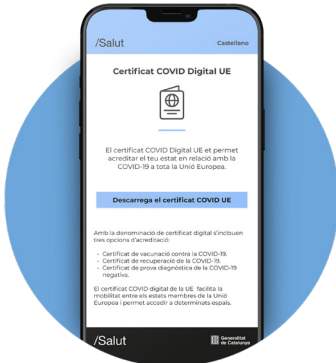 /Salut Castellano
Certificat COVID Digital UE
El certificat COVID Digital UE et permet
acreditar el teu estat en relació amb la
COVID-19 a tota la Unió Europea.
Descarrega el certificat COVID UE
Amb la denominació de certificat digital s'inclouen
tres opcions d'acreditació:
- Certificat de vacunació contra la COVID-19.
- Certificat de recuperació de la COVID-19.
- Certificat de prova diagnòstica de la COVID-19
negativa.
El certificat COVID digital de la UE facilita la
mobilitat entre els estats membres de la Unió
Europea i permet accedir a determinats espais.
/Salut Generalitat
de Catalunya